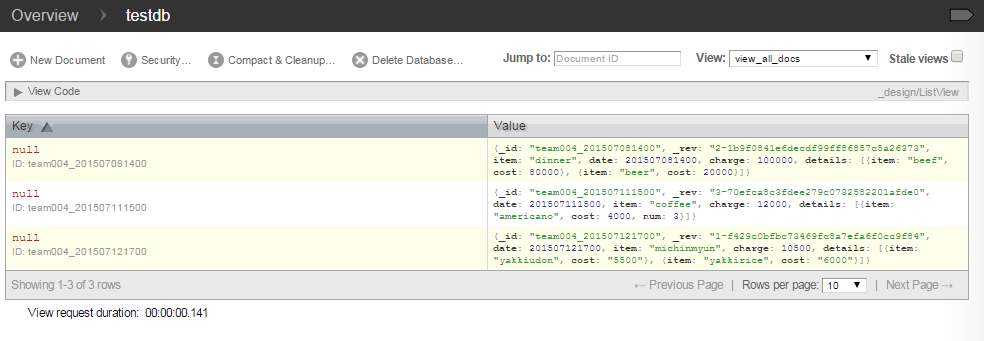 Overview testdb
New Document Security... Compact & Cleanup... Delete Database... Jump to: Document ID View: view_all_docs Stale views
View Code _design/ListView
Key Value
null
ID: team004_201507081400
{_id: "team004_201507081400", _rev: "2-1b9f0841e6decdf99ff86857c5a26373",
item: "dinner", date: 201507081400, charge: 100000, details: [{item: "beef",
cost: 80000}, {item: "beer", cost: 20000}]}
null
ID: team004_201507111500
{_id: "team004_201507111500", _rev: "3-70efca8c3fdee279c0732582201afde0",
date: 201507111500, item: "coffee", charge: 12000, details: [{item:
"americano", cost: 4000, num: 3}]}
null
ID: team004_201507121700
{_id: "team004_201507121700", _rev: "1-f429c0bfbc73469fc8a7efa6f0cc9f84",
date: 201507121700, item: "michinmyun", charge: 10500, details: [{item:
"yakkiudon", cost: "5500"}, {item: "yakkirice", cost: "6000"}]}
Showing 1-3 of 3 rows ← Previous Page | Rows per page: 10 | Next Page →
View request duration: 00:00:00.141